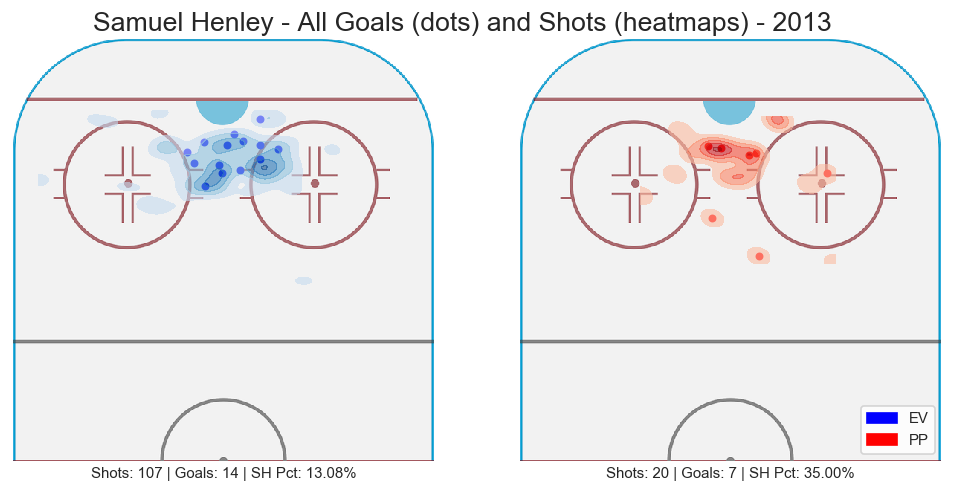 Samuel Henley - All Goals (dots) and Shots (heatmaps) - 2013
EV
PP
Shots: 107 | Goals: 14 | SH Pct: 13.08%
Shots: 20 | Goals: 7 | SH Pct: 35.00%